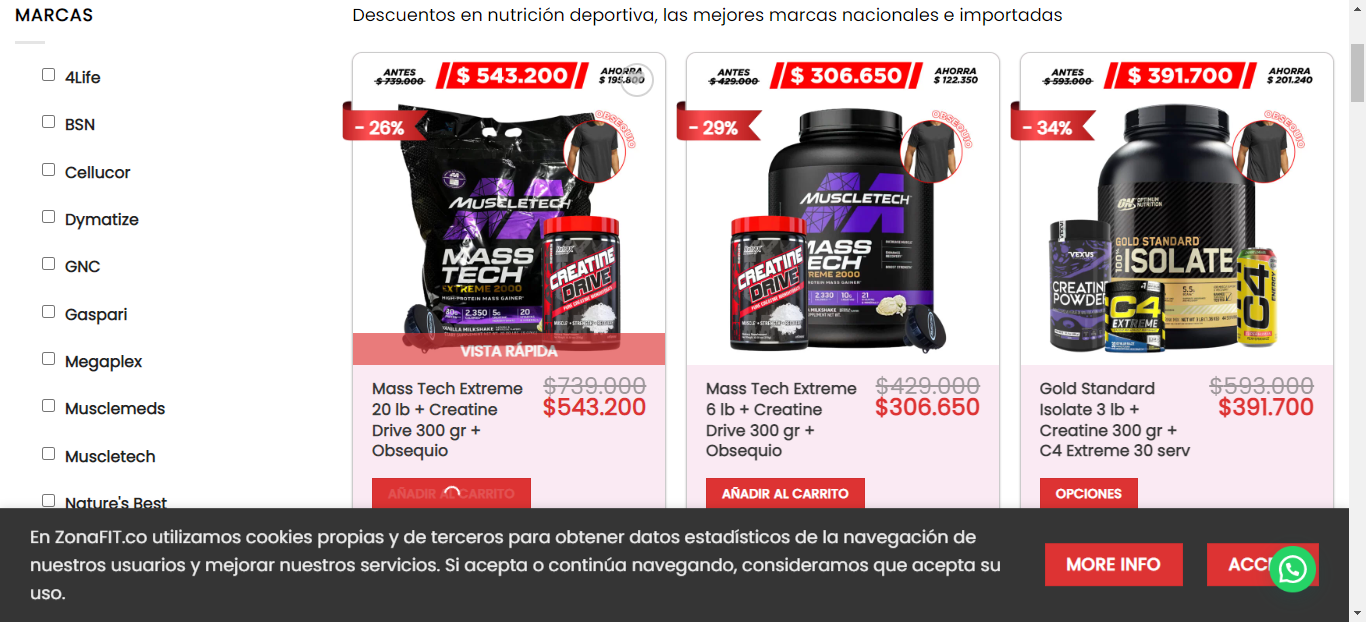 MARCAS
4Life
BSN
Cellucor
Dymatize
GNC
Gaspari
Megaplex
Musclemeds
Muscletech
Nature's Best
Descuentos en nutrición deportiva, las mejores marcas nacionales e importadas
ANTES
$ 739.000
$ 543.200
AHORRA
$ 195.800
- 26%
OBSEQUIO
MUSCLETECH
MASS
TECH
EXTREME 2000
HIGH-PROTEIN MASS GAINER
CREATINE
DRIVE
VISTA RÁPIDA
Mass Tech Extreme
20 lb + Creatine
Drive 300 gr +
Obsequio
$739.000
$543.200
AÑADIR AL CARRITO
ANTES
$ 429.000
$ 306.650
AHORRA
$ 122.350
- 29%
OBSEQUIO
MUSCLETECH
MASS
TECH
EXTREME 2000
CREATINE
DRIVE
Mass Tech Extreme
6 lb + Creatine
Drive 300 gr +
Obsequio
$429.000
$306.650
AÑADIR AL CARRITO
ANTES
$ 593.000
$ 391.700
AHORRA
$ 201.240
- 34%
OBSEQUIO
ON OPTIMUM
NUTRITION
GOLD STANDARD
100% ISOLATE
VEXUS
CREATIN
POWDER
C4
EXTREME
C4
ENERGY
Gold Standard
Isolate 3 lb +
Creatine 300 gr +
C4 Extreme 30 serv
$593.000
$391.700
OPCIONES
En ZonaFIT.co utilizamos cookies propias y de terceros para obtener datos estadísticos de la navegación de
nuestros usuarios y mejorar nuestros servicios. Si acepta o continúa navegando, consideramos que acepta su
uso.
MORE INFO
ACC